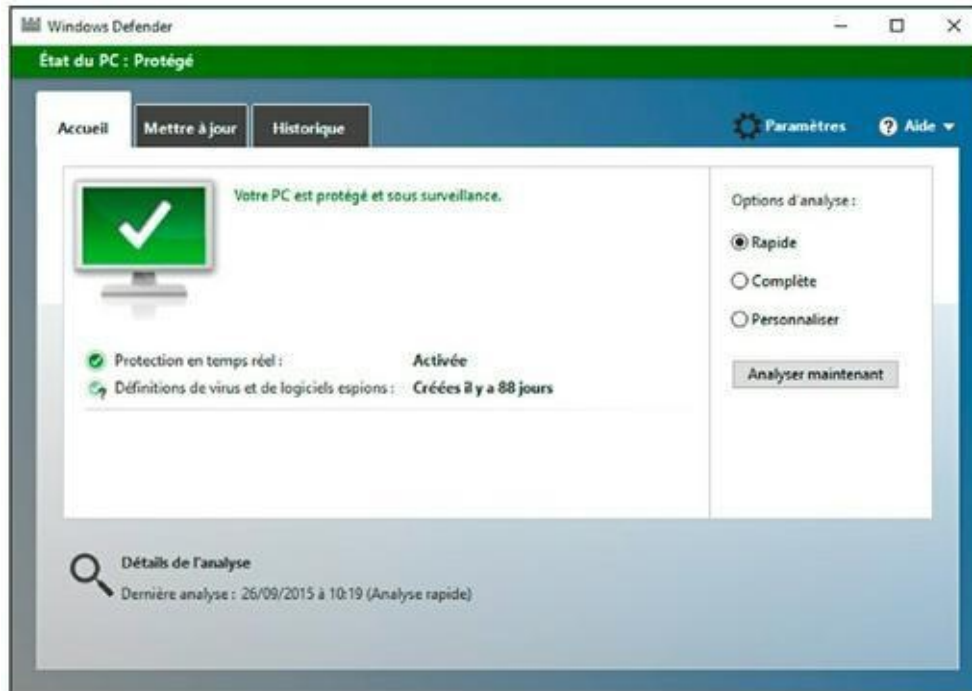 Windows Defender
État du PC : Protégé
Accueil
Mettre à jour
Historique
Paramètres
? Aide
Votre PC est protégé et sous surveillance.
Protection en temps réel : Activée
Définitions de virus et de logiciels espions : Créées il y a 88 jours
Options d'analyse :
Rapide
Complète
Personnaliser
Analyser maintenant
Détails de l'analyse
Dernière analyse : 26/09/2015 à 10:19 (Analyse rapide)